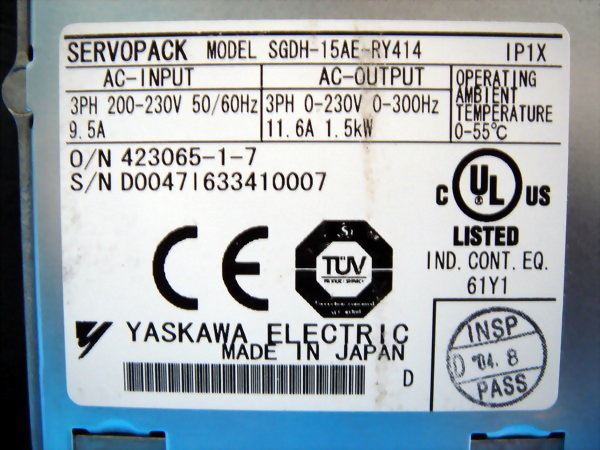 SERVOPACK MODEL SGDH-15AE-RY414 IP1X
AC-INPUT
3PH 200-230V 50/60Hz
9.5A
AC-OUTPUT
3PH 0-230V 0-300Hz
11.6A 1.5kW
OPERATING
AMBIENT
TEMPERATURE
0-55℃
O/N 423065-1-7
S/N D0047I633410007
C UL US
LISTED
IND. CONT. EQ.
61Y1
CE
TÜV
YASKAWA ELECTRIC
MADE IN JAPAN
D
INSP
D '04. 8
PASS